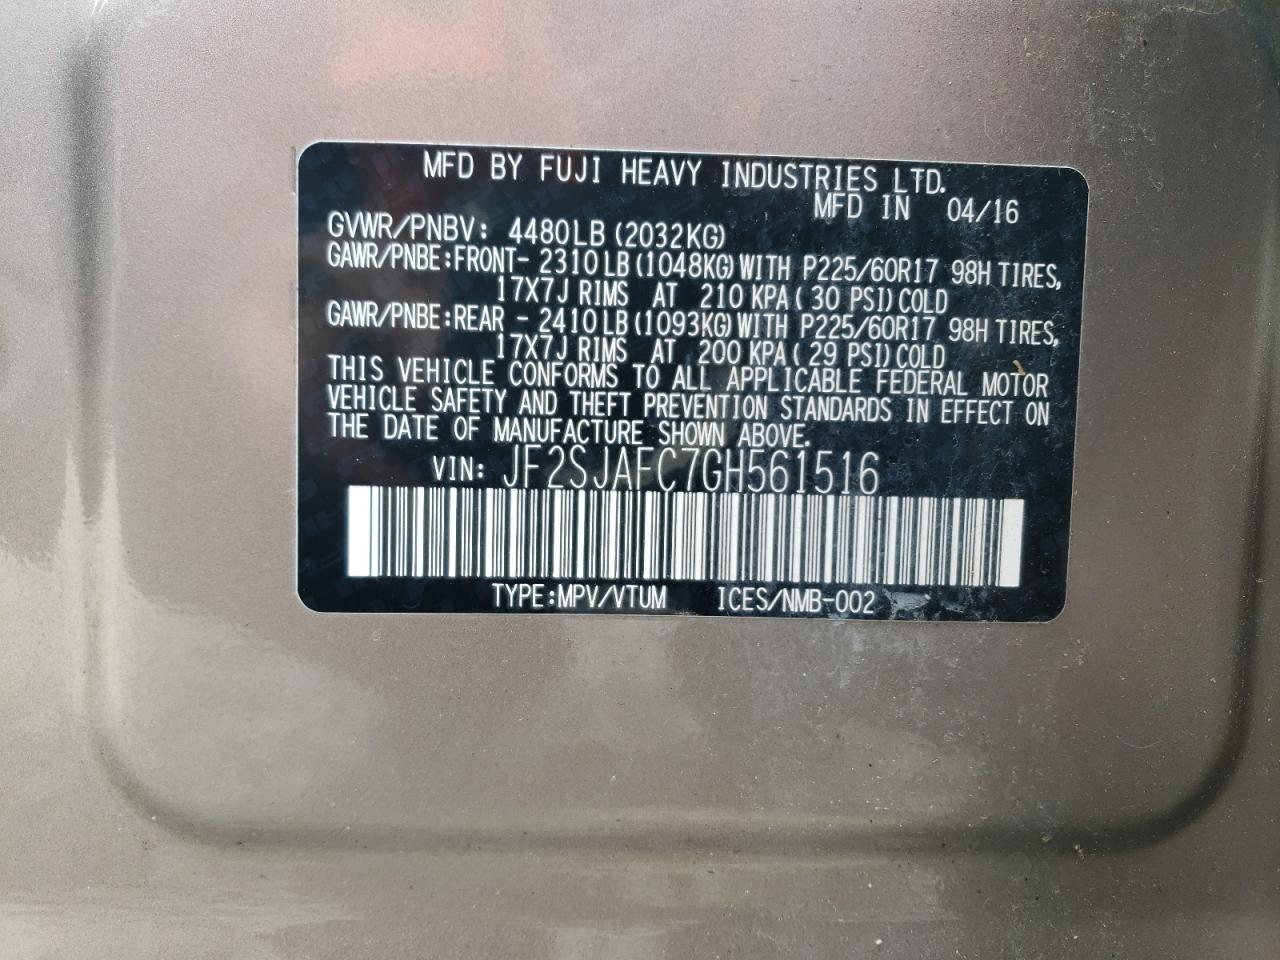 MFD BY FUJI HEAVY INDUSTRIES LTD.
MFD IN 04/16
GVWR/PNBV: 4480LB (2032KG)
GAWR/PNBE:FRONT- 2310LB (1048KG) WITH P225/60R17 98H TIRES,
17X7J RIMS AT 210 KPA ( 30 PSI) COLD
GAWR/PNBE:REAR - 2410LB (1093KG) WITH P225/60R17 98H TIRES,
17X7J RIMS AT 200 KPA ( 29 PSI) COLD
THIS VEHICLE CONFORMS TO ALL APPLICABLE FEDERAL MOTOR
VEHICLE SAFETY AND THEFT PREVENTION STANDARDS IN EFFECT ON
THE DATE OF MANUFACTURE SHOWN ABOVE.
VIN: JF2SJAFC7GH561516
TYPE:MPV/VTUM ICES/NMB-002